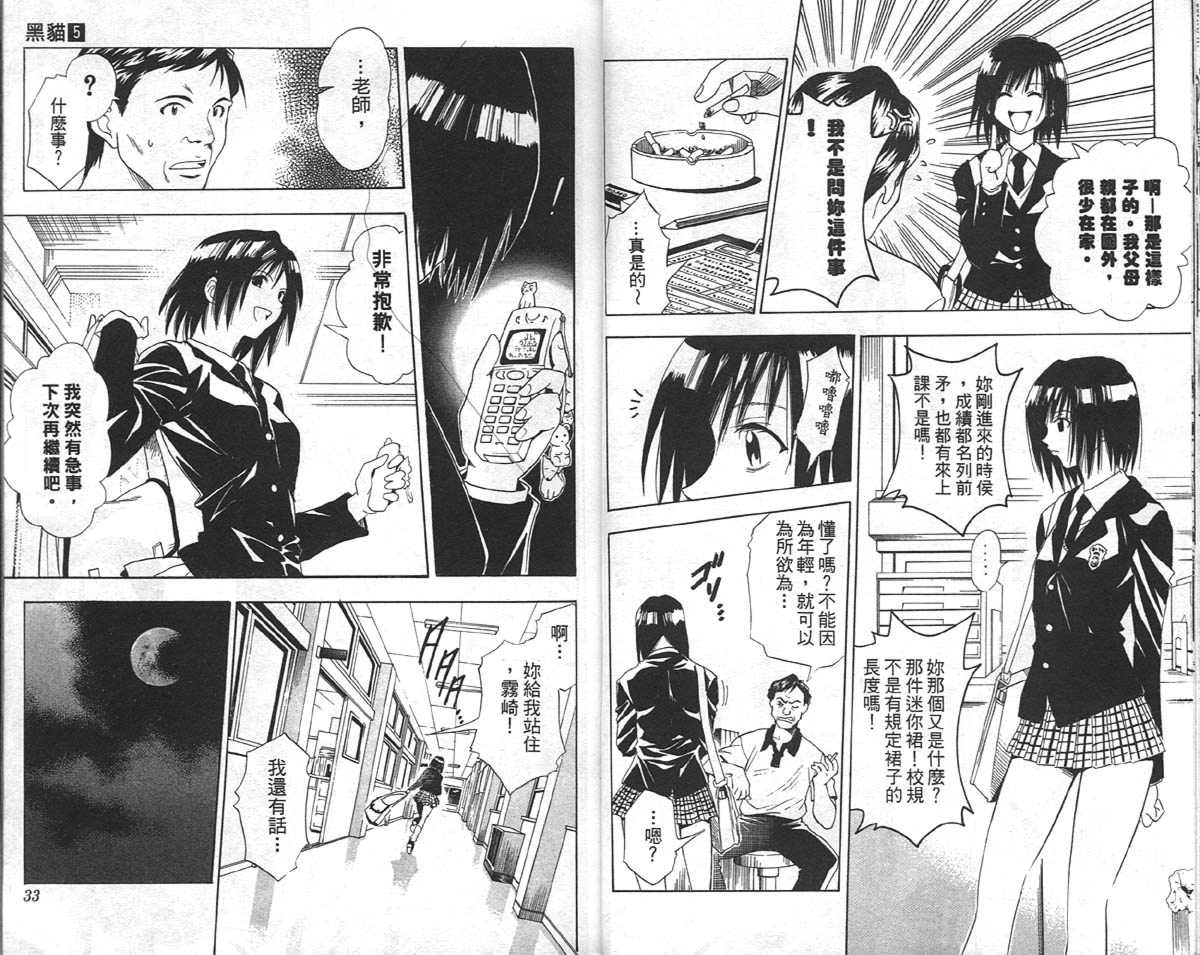 啊—那是這樣
子的。我父母
親都在國外,
很少在家。
我不是問妳這件事
!
…真是的~
妳剛進來的時侯
,成績都名列前
矛,也都有來上
課不是嗎!
……
妳那個又是什麼?
那件迷你裙!校規
不是有規定裙子的
長度嗎!
嘟嚕嚕嚕
懂了嗎?不能因
為年輕,就可以
為所欲為…
ゴソ…
…嗯?
黑貓5
…老師,
?
什麼事?
非常抱歉!
我突然有急事,
下次再繼續吧。
啊…
妳給我站住
,霧崎!
我還有話…
33